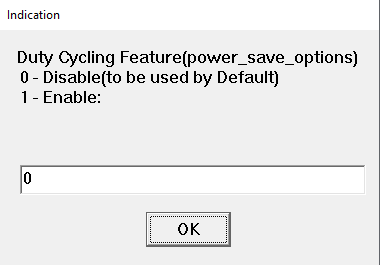 Indication
Duty Cycling Feature(power_save_options)
0 - Disable(to be used by Default)
1 - Enable:
0
OK